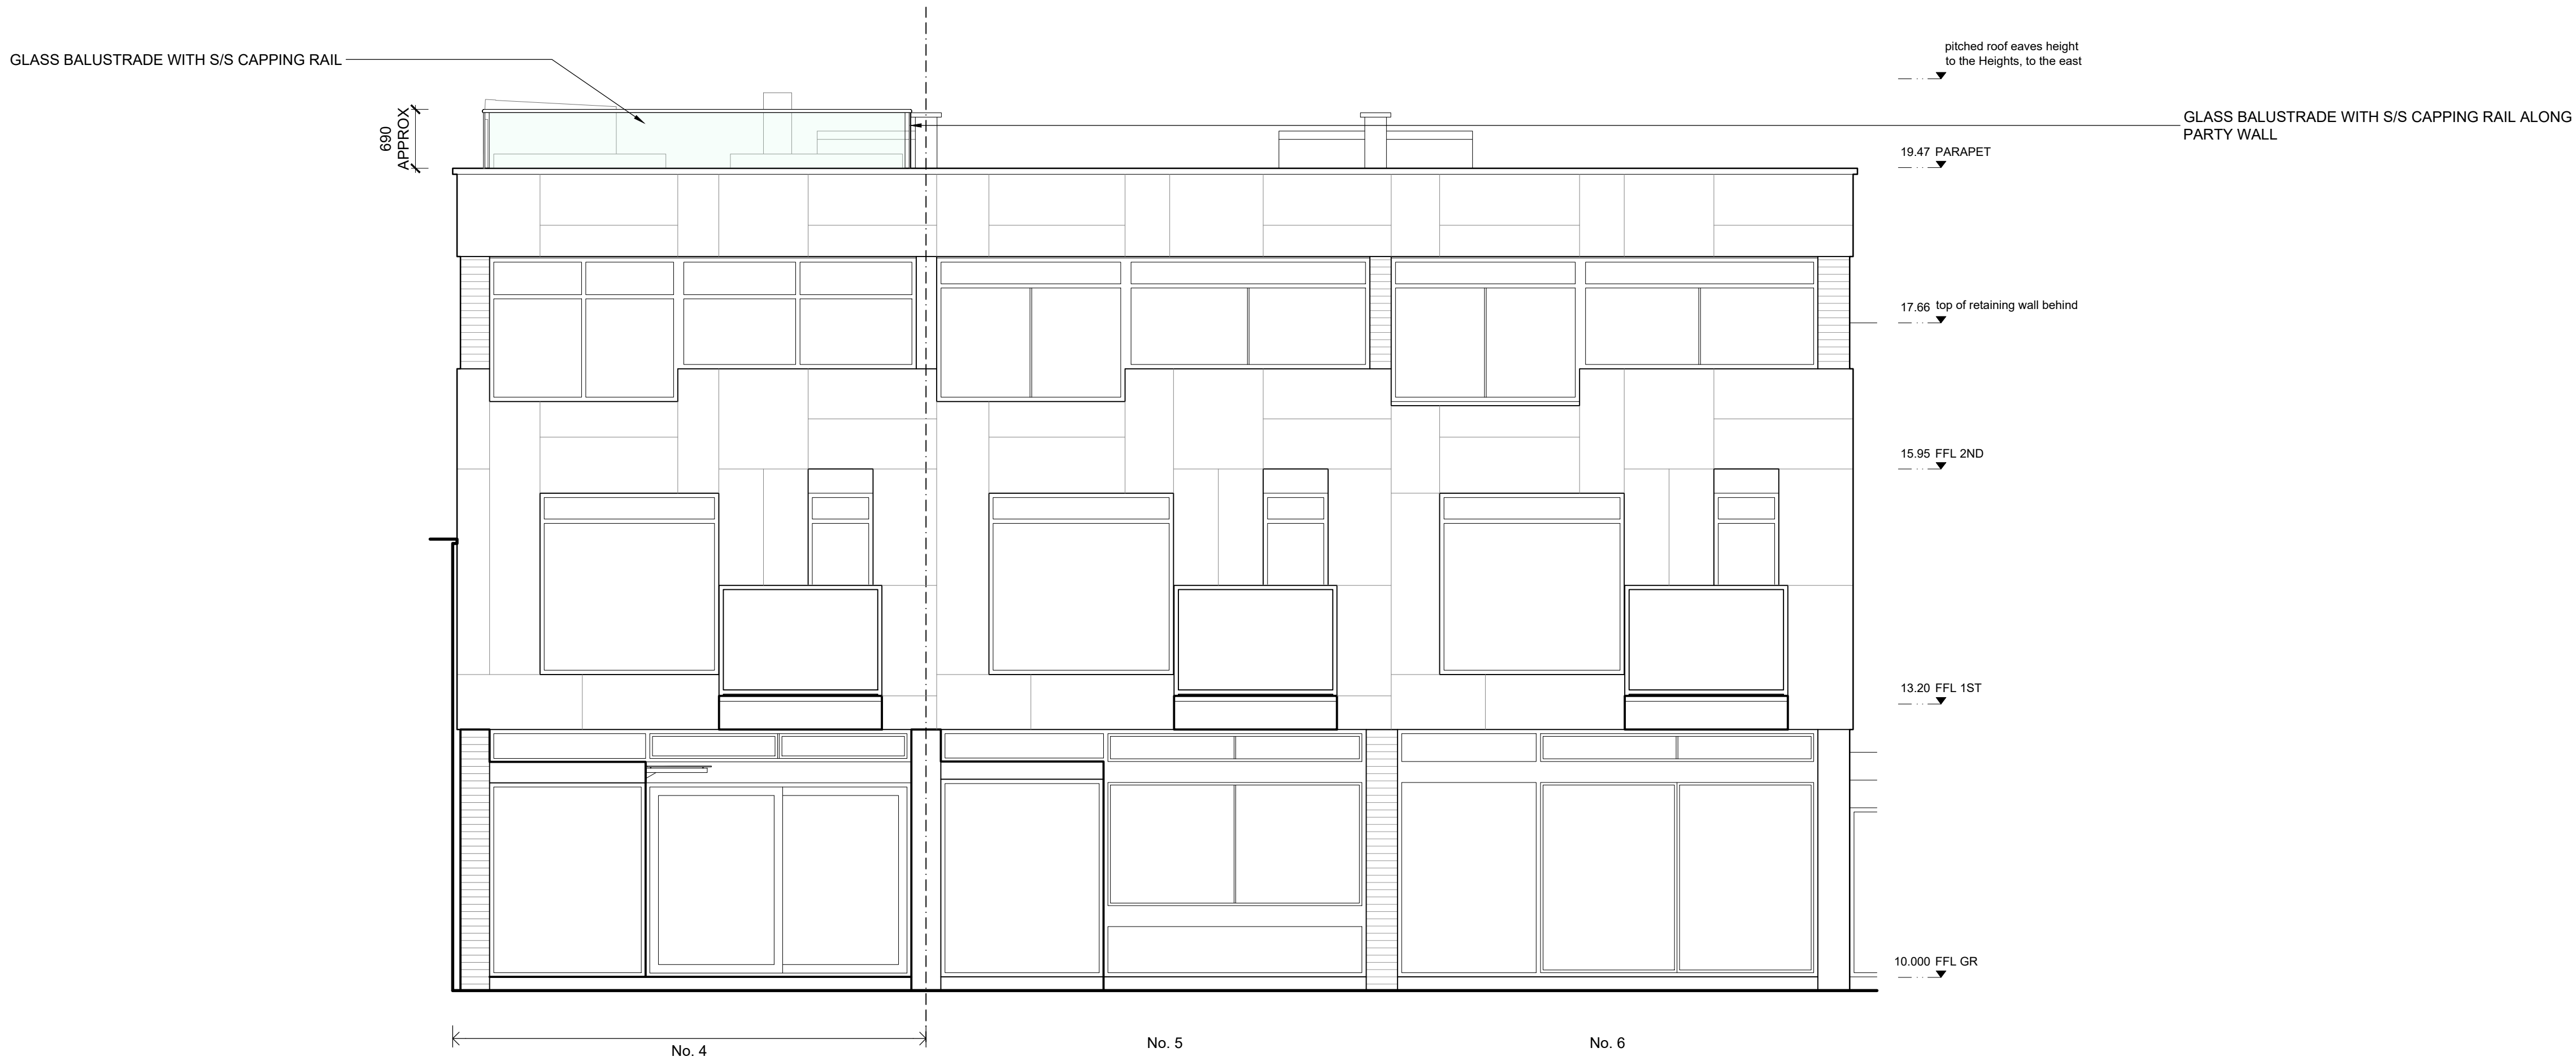 GLASS BALUSTRADE WITH S/S CAPPING RAIL
690
APPROX
pitched roof eaves height
to the Heights, to the east
GLASS BALUSTRADE WITH S/S CAPPING RAIL ALONG
PARTY WALL
19.47 PARAPET
17.66 top of retaining wall behind
15.95 FFL 2ND
13.20 FFL 1ST
10.000 FFL GR
No. 4
No. 5
No. 6